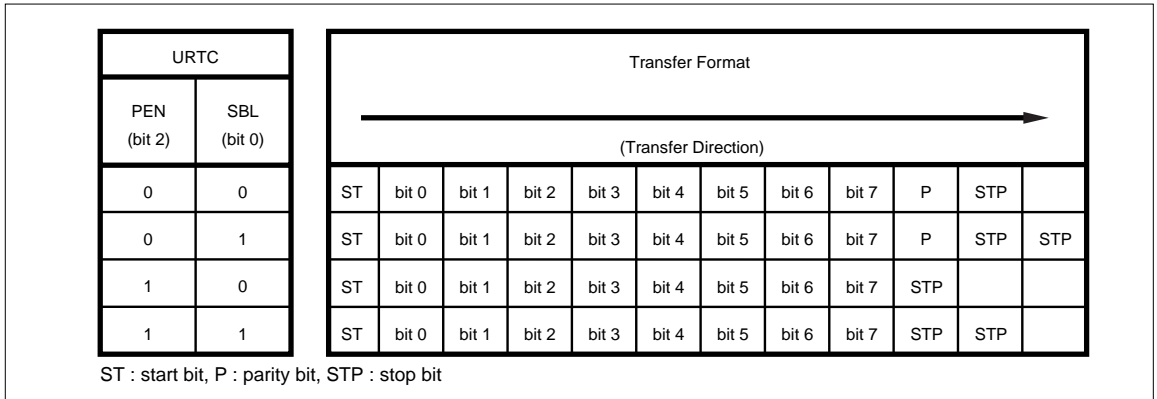 URTC Transfer Format
PEN SBL
(bit 2) (bit 0) (Transfer Direction)
0 0 ST bit 0 bit 1 bit 2 bit 3 bit 4 bit 5 bit 6 bit 7 P STP
0 1 ST bit 0 bit 1 bit 2 bit 3 bit 4 bit 5 bit 6 bit 7 P STP STP
1 0 ST bit 0 bit 1 bit 2 bit 3 bit 4 bit 5 bit 6 bit 7 STP
1 1 ST bit 0 bit 1 bit 2 bit 3 bit 4 bit 5 bit 6 bit 7 STP STP
ST : start bit, P : parity bit, STP : stop bit